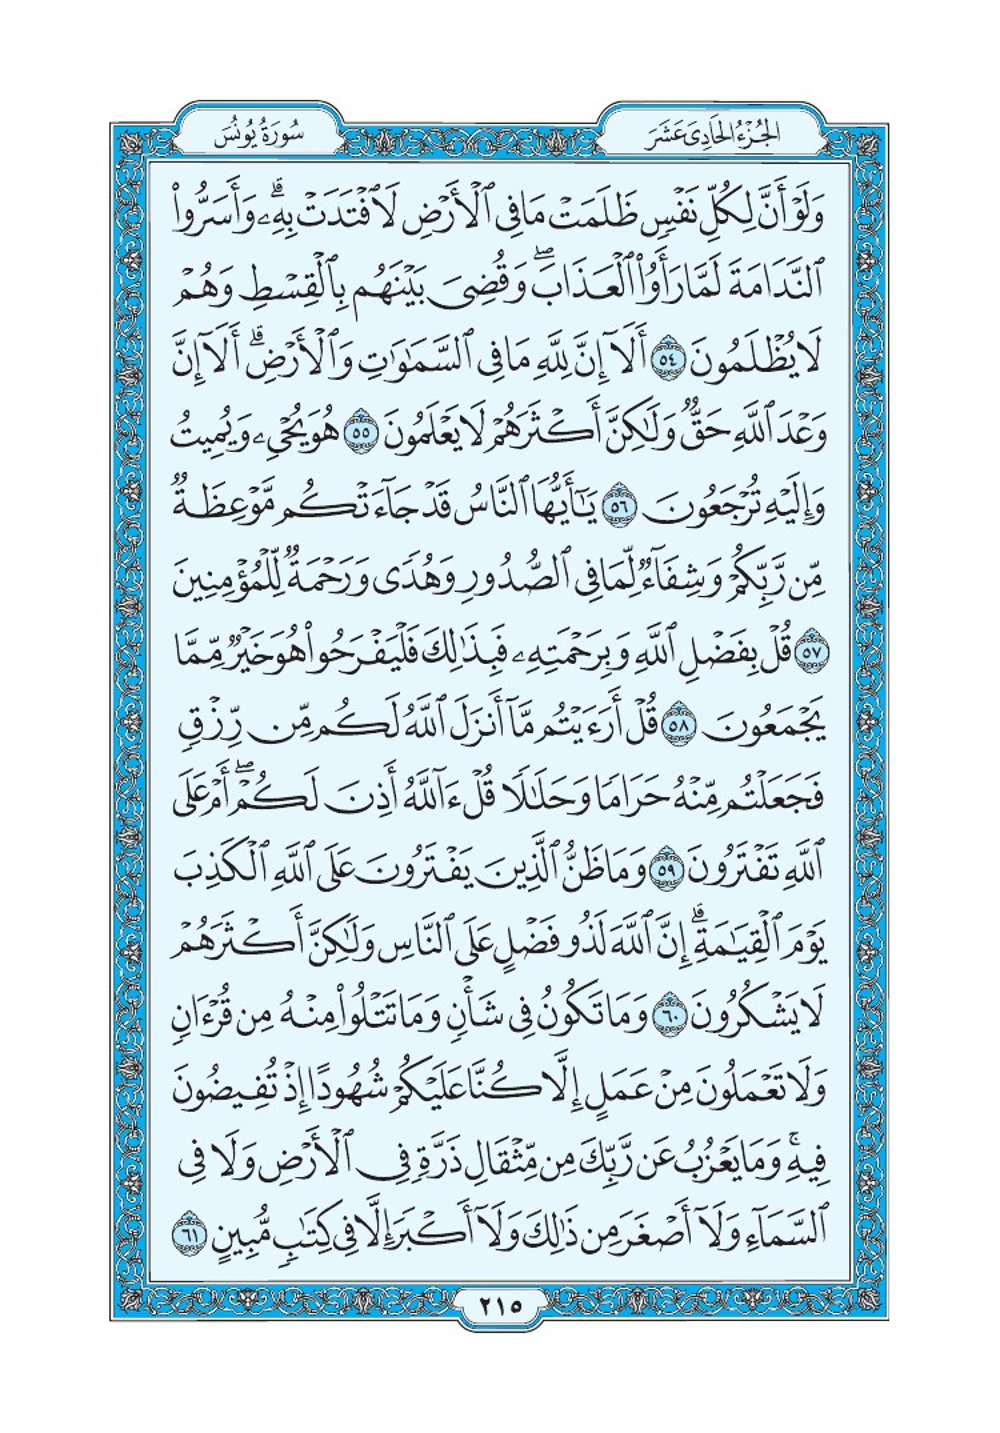 الجُزْءُ الحَادِىَ عَشَرَ
سُورَةُ يُونُسَ
وَلَوْ أَنَّ لِكُلِّ نَفْسٍ ظَلَمَتْ مَا فِي ٱلْأَرْضِ لَٱفْتَدَتْ بِهِۦۗ وَأَسَرُّوا۟
ٱلنَّدَامَةَ لَمَّا رَأَوُا۟ ٱلْعَذَابَۖ وَقُضِيَ بَيْنَهُم بِٱلْقِسْطِ وَهُمْ
لَا يُظْلَمُونَ ٥٤ أَلَآ إِنَّ لِلَّهِ مَا فِي ٱلسَّمَٰوَٰتِ وَٱلْأَرْضِۗ أَلَآ إِنَّ
وَعْدَ ٱللَّهِ حَقٌّ وَلَٰكِنَّ أَكْثَرَهُمْ لَا يَعْلَمُونَ ٥٥ هُوَ يُحْيِۦ وَيُمِيتُ
وَإِلَيْهِ تُرْجَعُونَ ٥٦ يَٰٓأَيُّهَا ٱلنَّاسُ قَدْ جَآءَتْكُم مَّوْعِظَةٌ
مِّن رَّبِّكُمْ وَشِفَآءٌ لِّمَا فِي ٱلصُّدُورِ وَهُدًى وَرَحْمَةٌ لِّلْمُؤْمِنِينَ
٥٧ قُلْ بِفَضْلِ ٱللَّهِ وَبِرَحْمَتِهِۦ فَبِذَٰلِكَ فَلْيَفْرَحُوا۟ هُوَ خَيْرٌ مِّمَّا
يَجْمَعُونَ ٥٨ قُلْ أَرَءَيْتُم مَّآ أَنزَلَ ٱللَّهُ لَكُم مِّن رِّزْقٍ
فَجَعَلْتُم مِّنْهُ حَرَامًا وَحَلَٰلًا قُلْ ءَآللَّهُ أَذِنَ لَكُمْۖ أَمْ عَلَى
ٱللَّهِ تَفْتَرُونَ ٥٩ وَمَا ظَنُّ ٱلَّذِينَ يَفْتَرُونَ عَلَى ٱللَّهِ ٱلْكَذِبَ
يَوْمَ ٱلْقِيَٰمَةِۗ إِنَّ ٱللَّهَ لَذُو فَضْلٍ عَلَى ٱلنَّاسِ وَلَٰكِنَّ أَكْثَرَهُمْ
لَا يَشْكُرُونَ ٦٠ وَمَا تَكُونُ فِي شَأْنٍ وَمَا تَتْلُوا۟ مِنْهُ مِن قُرْءَانٍ
وَلَا تَعْمَلُونَ مِنْ عَمَلٍ إِلَّا كُنَّا عَلَيْكُمْ شُهُودًا إِذْ تُفِيضُونَ
فِيهِۚ وَمَا يَعْزُبُ عَن رَّبِّكَ مِن مِّثْقَالِ ذَرَّةٍ فِي ٱلْأَرْضِ وَلَا فِي
ٱلسَّمَآءِ وَلَآ أَصْغَرَ مِن ذَٰلِكَ وَلَآ أَكْبَرَ إِلَّا فِي كِتَٰبٍ مُّبِينٍ ٦١
٢١٥